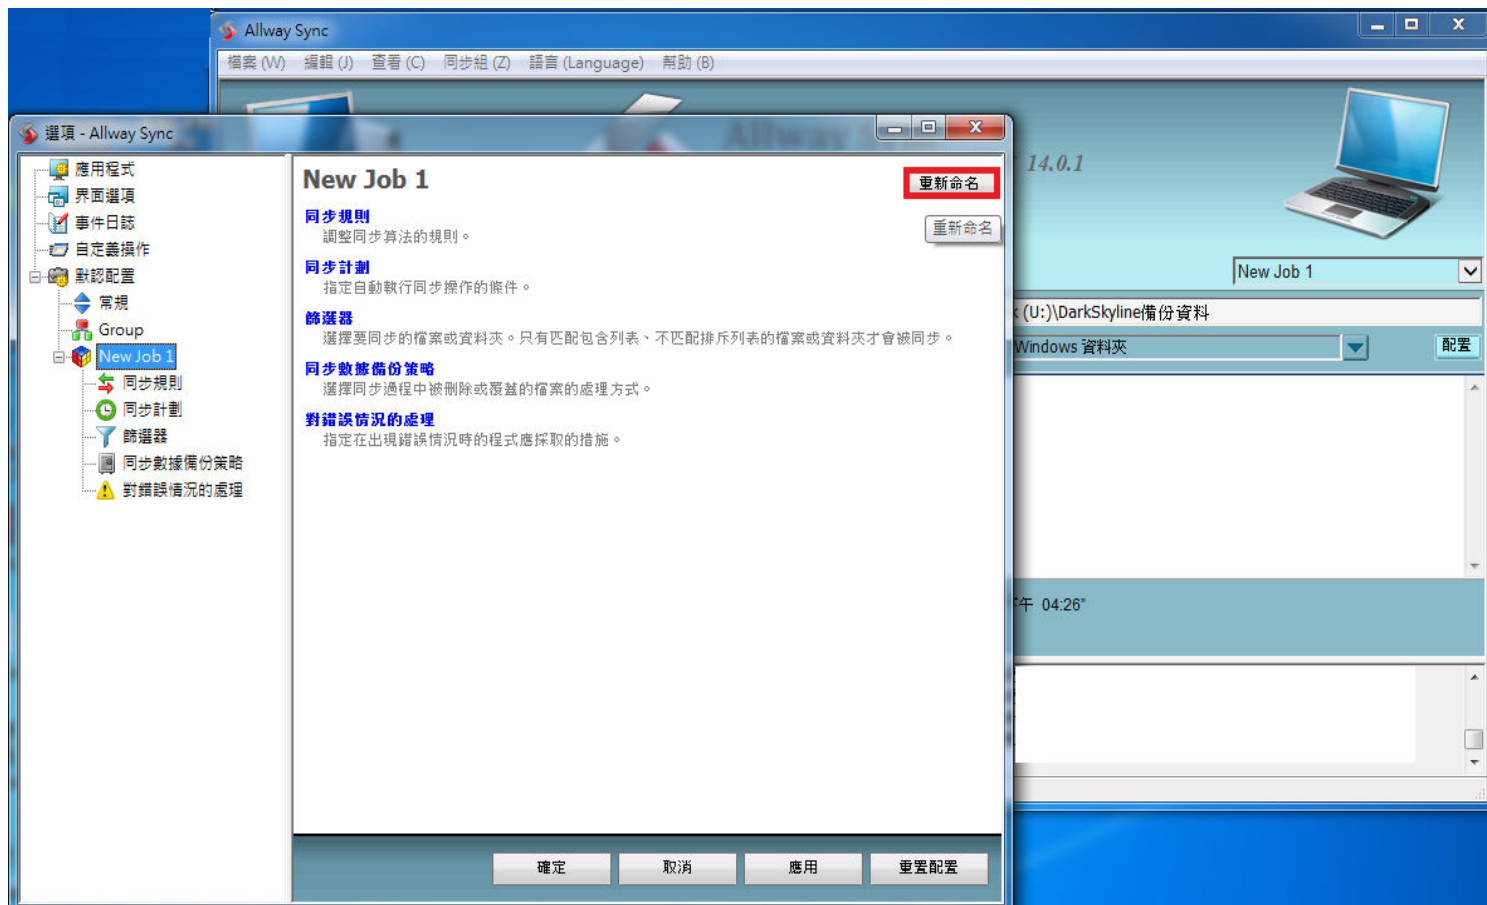 Allway Sync
檔案 (W) 編輯 (J) 查看 (C) 同步組 (Z) 語言 (Language) 幫助 (B)
14.0.1
New Job 1
(U:)\DarkSkyline備份資料
Windows 資料夾
配置
午 04:26"
選項 - Allway Sync
應用程式
界面選項
事件日誌
自定義操作
默認配置
常規
Group
New Job 1
同步規則
同步計劃
篩選器
同步數據備份策略
對錯誤情況的處理
New Job 1
重新命名
重新命名
同步規則
調整同步算法的規則。
同步計劃
指定自動執行同步操作的條件。
篩選器
選擇要同步的檔案或資料夾。只有匹配包含列表、不匹配排斥列表的檔案或資料夾才會被同步。
同步數據備份策略
選擇同步過程中被刪除或覆蓋的檔案的處理方式。
對錯誤情況的處理
指定在出現錯誤情況時的程式應採取的措施。
確定
取消
應用
重置配置